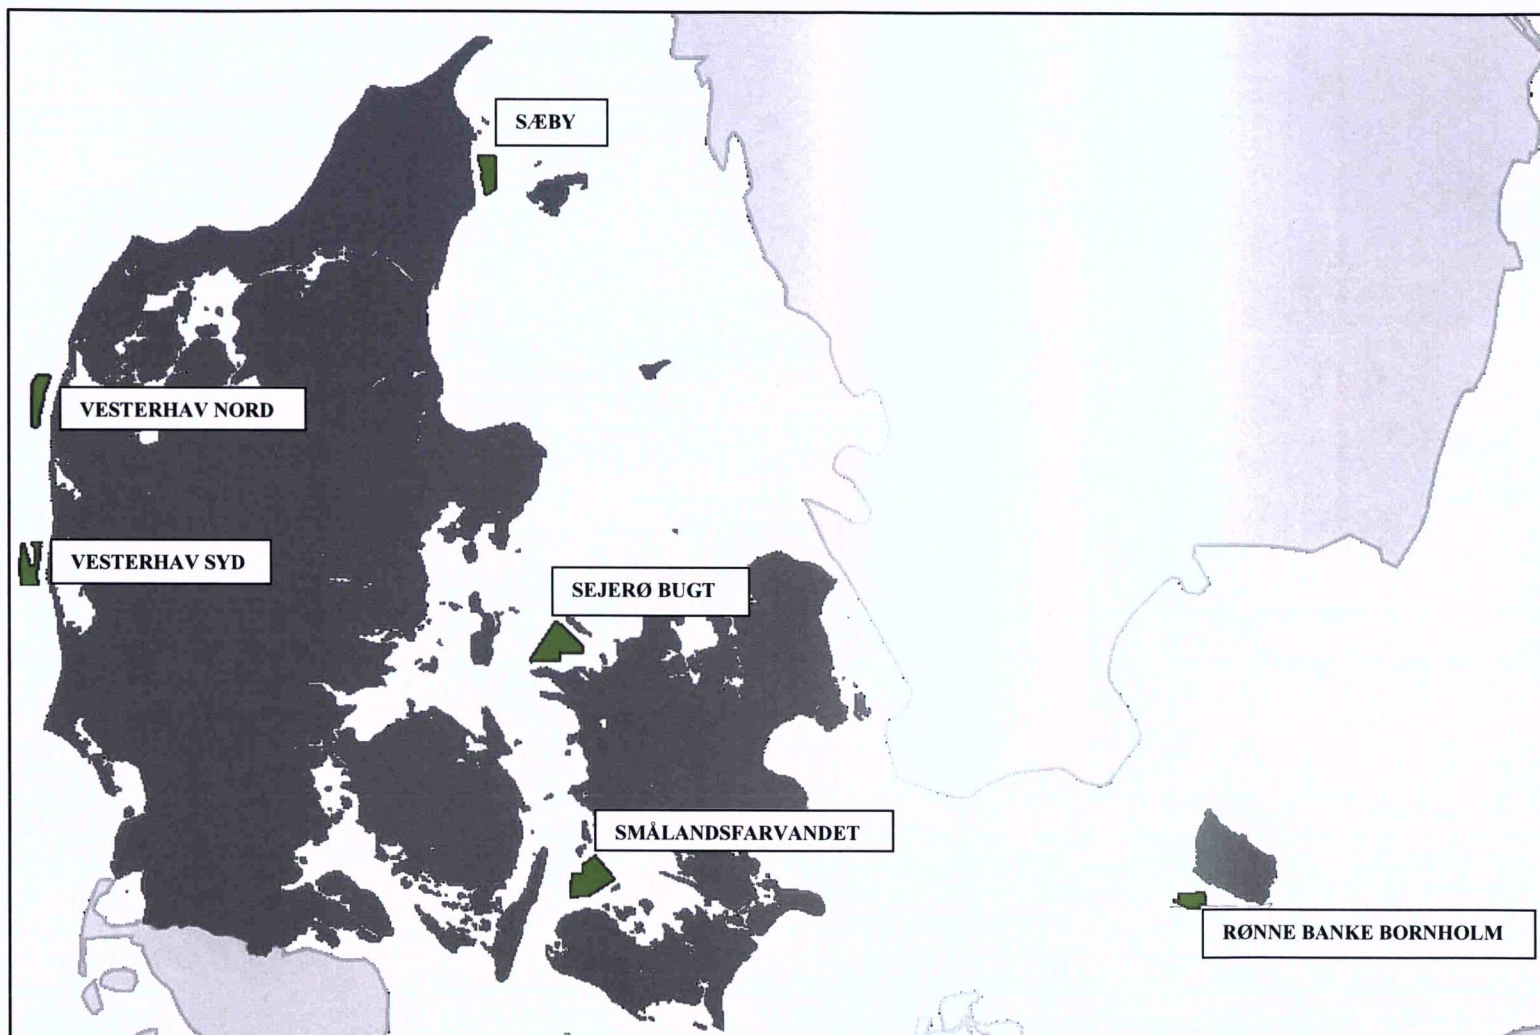 SÆBY
VESTERHAV NORD
VESTERHAV SYD
SEJERØ BUGT
SMÅLANDSFARVANDET
RØNNE BANKE BORNHOLM